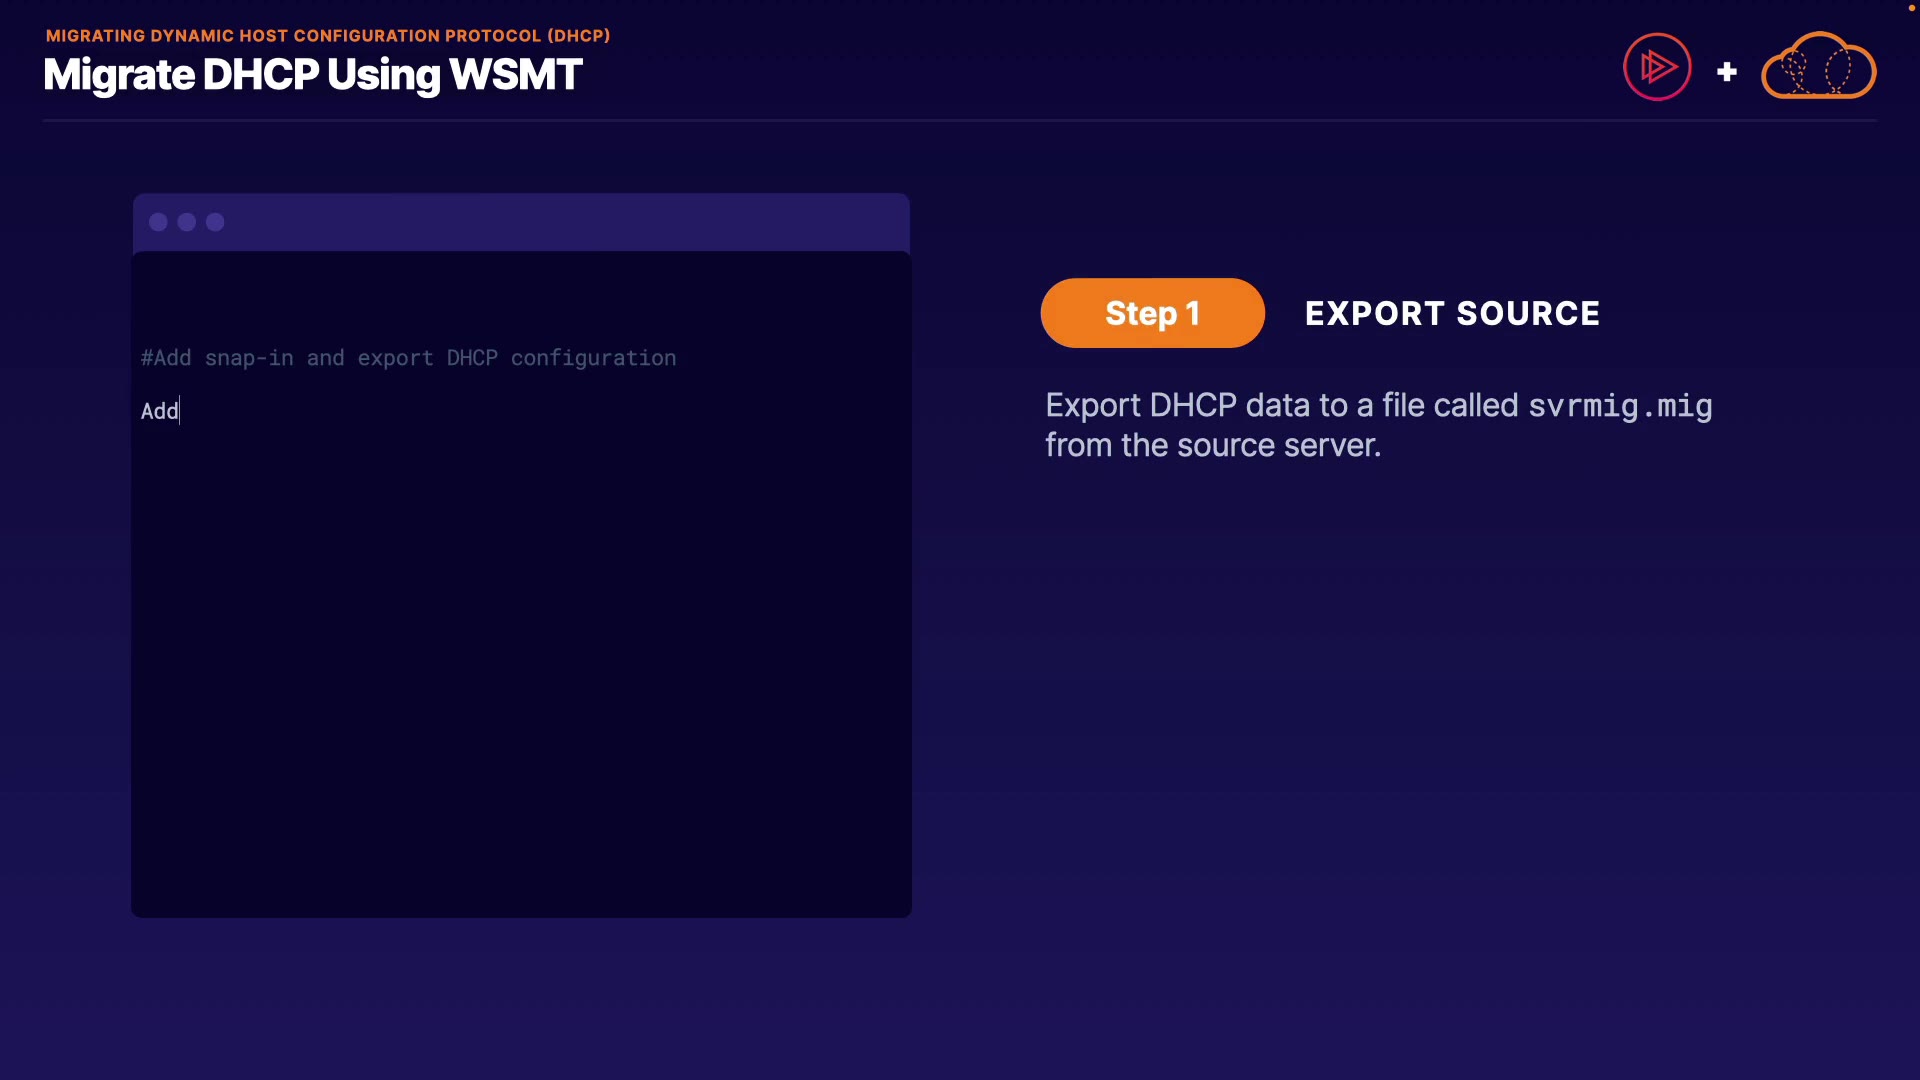 MIGRATING DYNAMIC HOST CONFIGURATION PROTOCOL (DHCP)
Migrate DHCP Using WSMT
#Add snap-in and export DHCP configuration
Add
Step 1
EXPORT SOURCE
Export DHCP data to a file called svrmig.mig
from the source server.